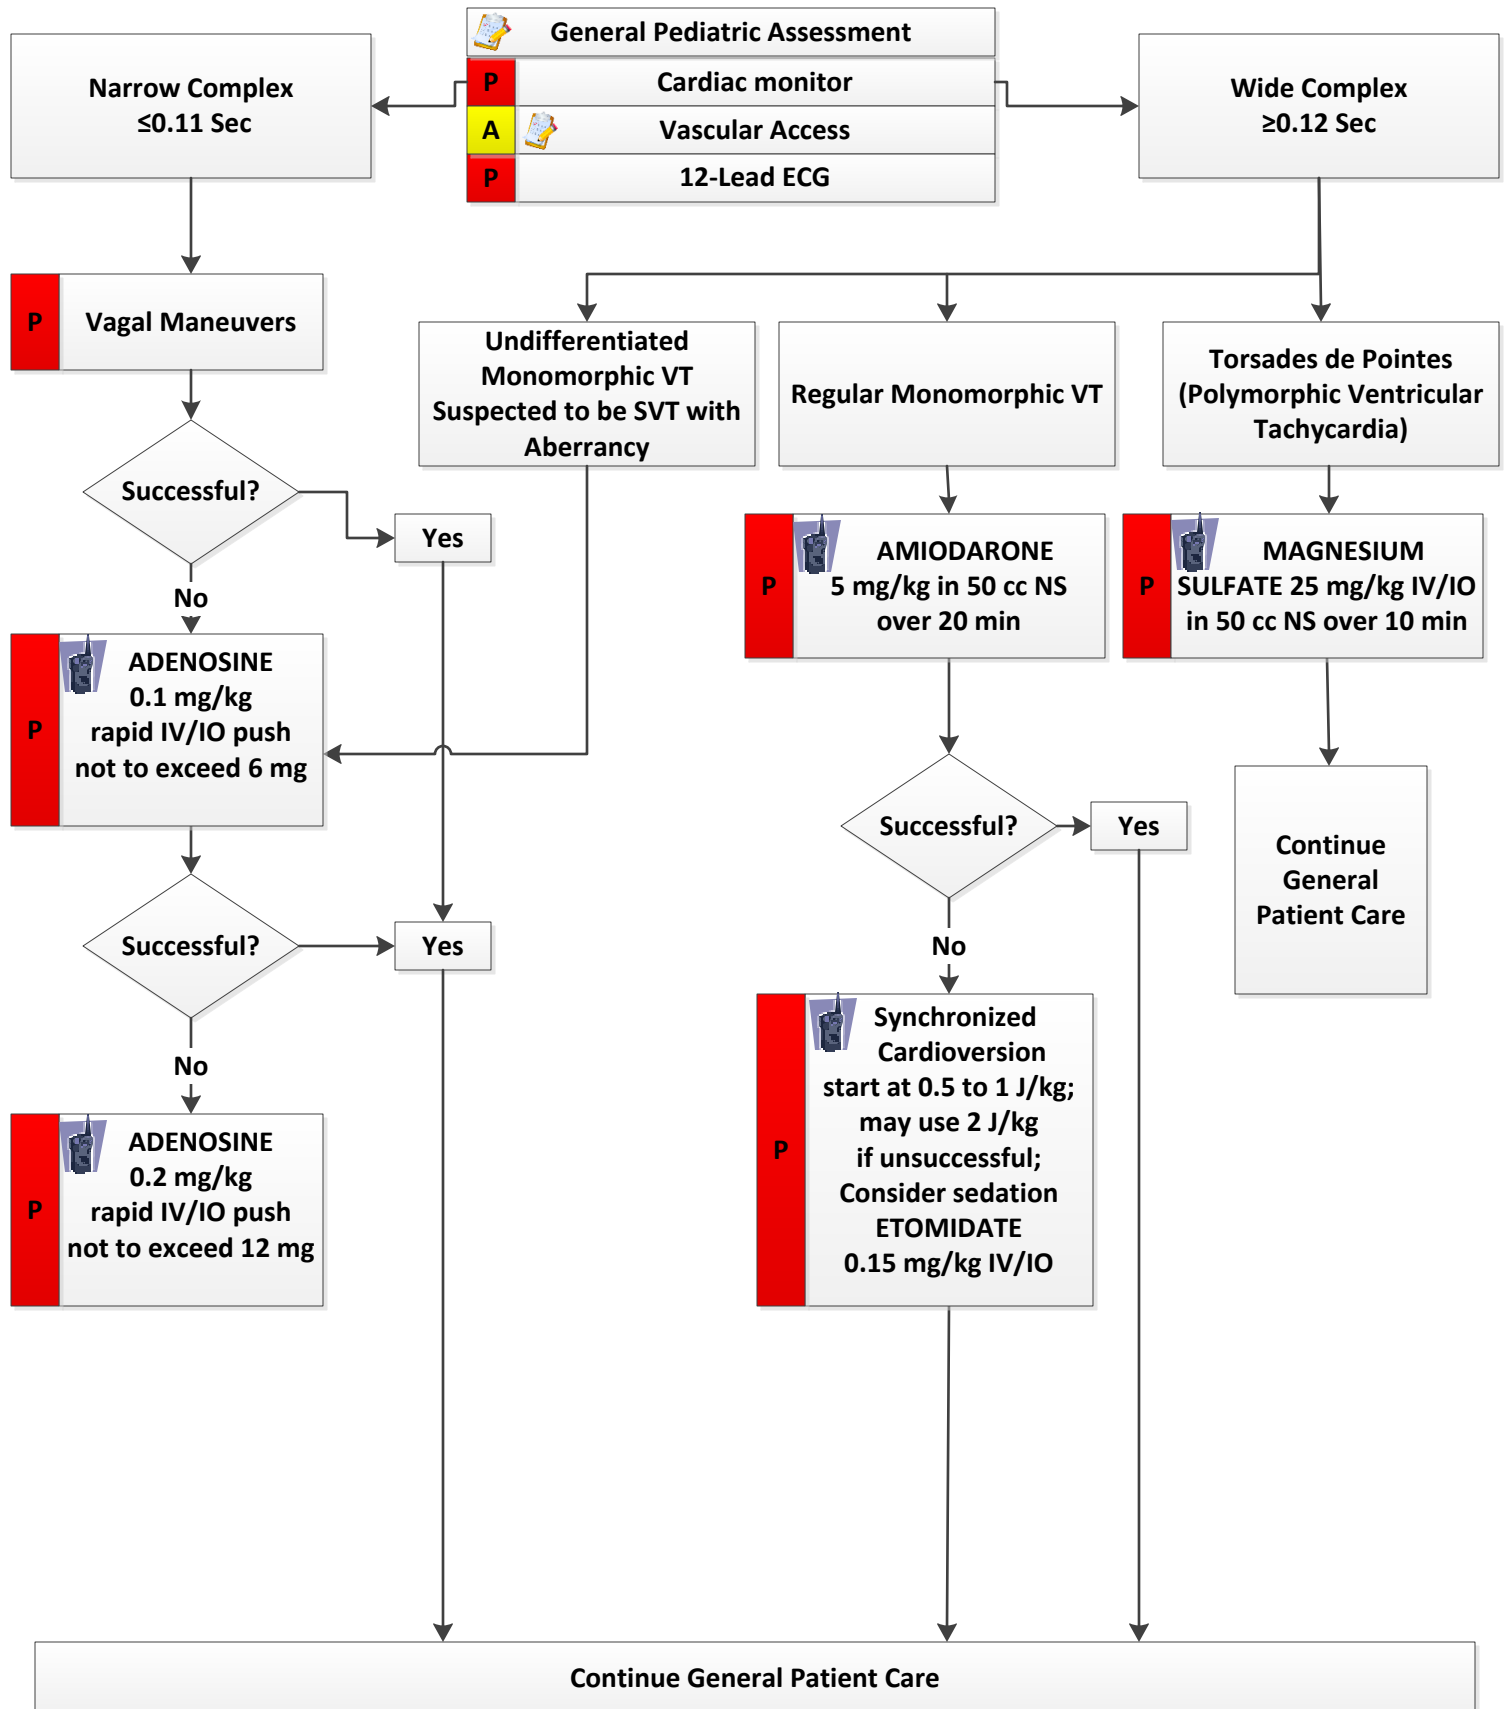 General Pediatric Assessment
P
Cardiac monitor
A
Vascular Access
P
12-Lead ECG
Narrow Complex
≤0.11 Sec
Wide Complex
≥0.12 Sec
P
Vagal Maneuvers
Successful?
Yes
No
P
ADENOSINE
0.1 mg/kg
rapid IV/IO push
not to exceed 6 mg
Successful?
Yes
No
P
ADENOSINE
0.2 mg/kg
rapid IV/IO push
not to exceed 12 mg
Undifferentiated
Monomorphic VT
Suspected to be SVT with
Aberrancy
Regular Monomorphic VT
P
AMIODARONE
5 mg/kg in 50 cc NS
over 20 min
Successful?
Yes
No
P
Synchronized
Cardioversion
start at 0.5 to 1 J/kg;
may use 2 J/kg
if unsuccessful;
Consider sedation
ETOMIDATE
0.15 mg/kg IV/IO
Torsades de Pointes
(Polymorphic Ventricular
Tachycardia)
P
MAGNESIUM
SULFATE 25 mg/kg IV/IO
in 50 cc NS over 10 min
Continue
General
Patient Care
Continue General Patient Care